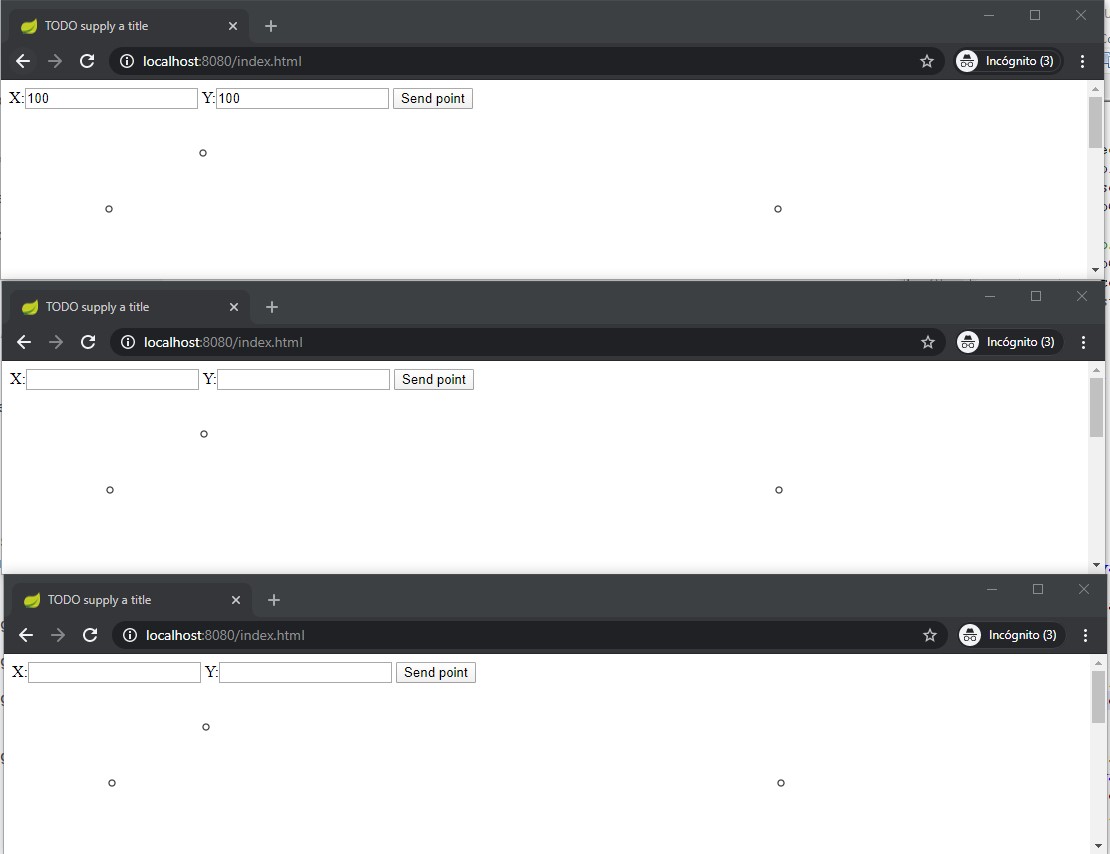 TODO supply a title
localhost:8080/index.html Incógnito (3)
X: 100 Y: 100 Send point
TODO supply a title
localhost:8080/index.html Incógnito (3)
X: Y: Send point
TODO supply a title
localhost:8080/index.html Incógnito (3)
X: Y: Send point